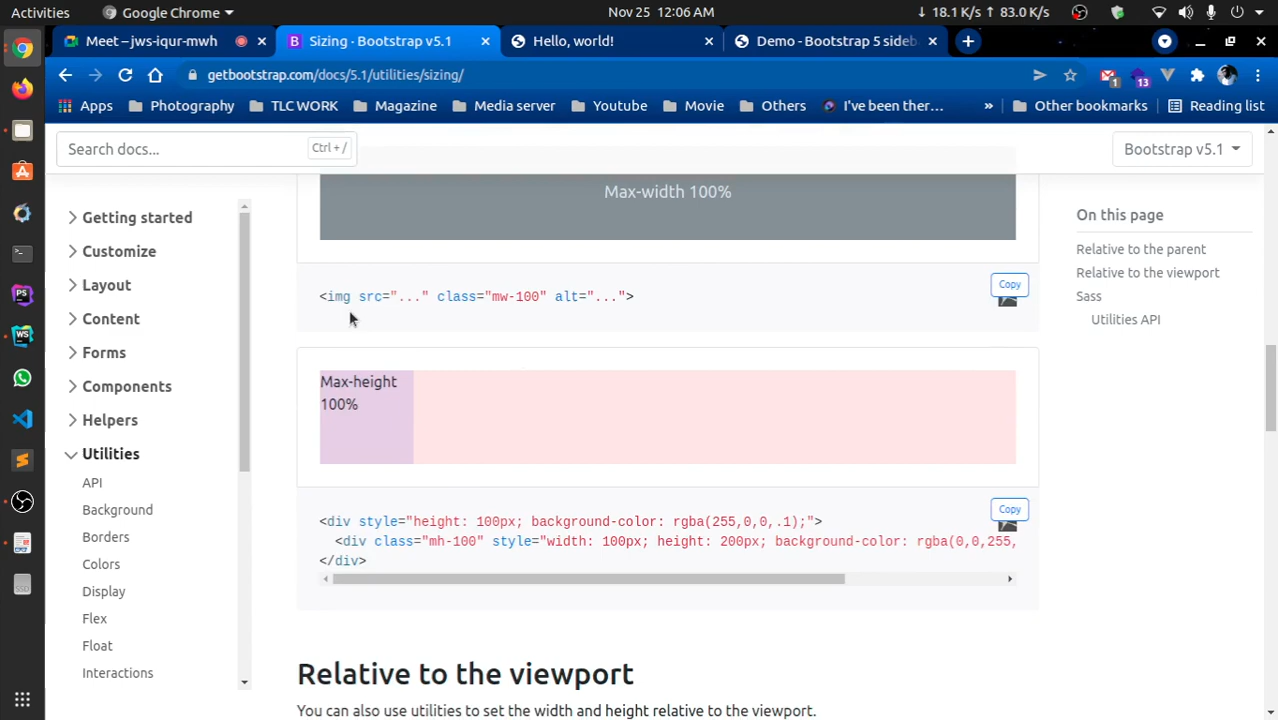 Activities
Google Chrome
Nov 25 12:06 AM
↓ 18.1 K/s ↑ 83.0 K/s
Meet – jws-iqur-mwh
Sizing · Bootstrap v5.1
Hello, world!
Demo - Bootstrap 5 sideb
getbootstrap.com/docs/5.1/utilities/sizing/
1
13
Apps
Photography
TLC WORK
Magazine
Media server
Youtube
Movie
Others
I've been ther…
»
Other bookmarks
Reading list
Search docs...
Ctrl + /
Bootstrap v5.1
Getting started
Customize
Layout
Content
Forms
Components
Helpers
Utilities
API
Background
Borders
Colors
Display
Flex
Float
Interactions
Max-width 100%
Copy
<img src="..." class="mw-100" alt="...">
Max-height
100%
Copy
<div style="height: 100px; background-color: rgba(255,0,0,.1);">
<div class="mh-100" style="width: 100px; height: 200px; background-color: rgba(0,0,255,
</div>
Relative to the viewport
You can also use utilities to set the width and height relative to the viewport.
On this page
Relative to the parent
Relative to the viewport
Sass
Utilities API
PS
WS
SSD